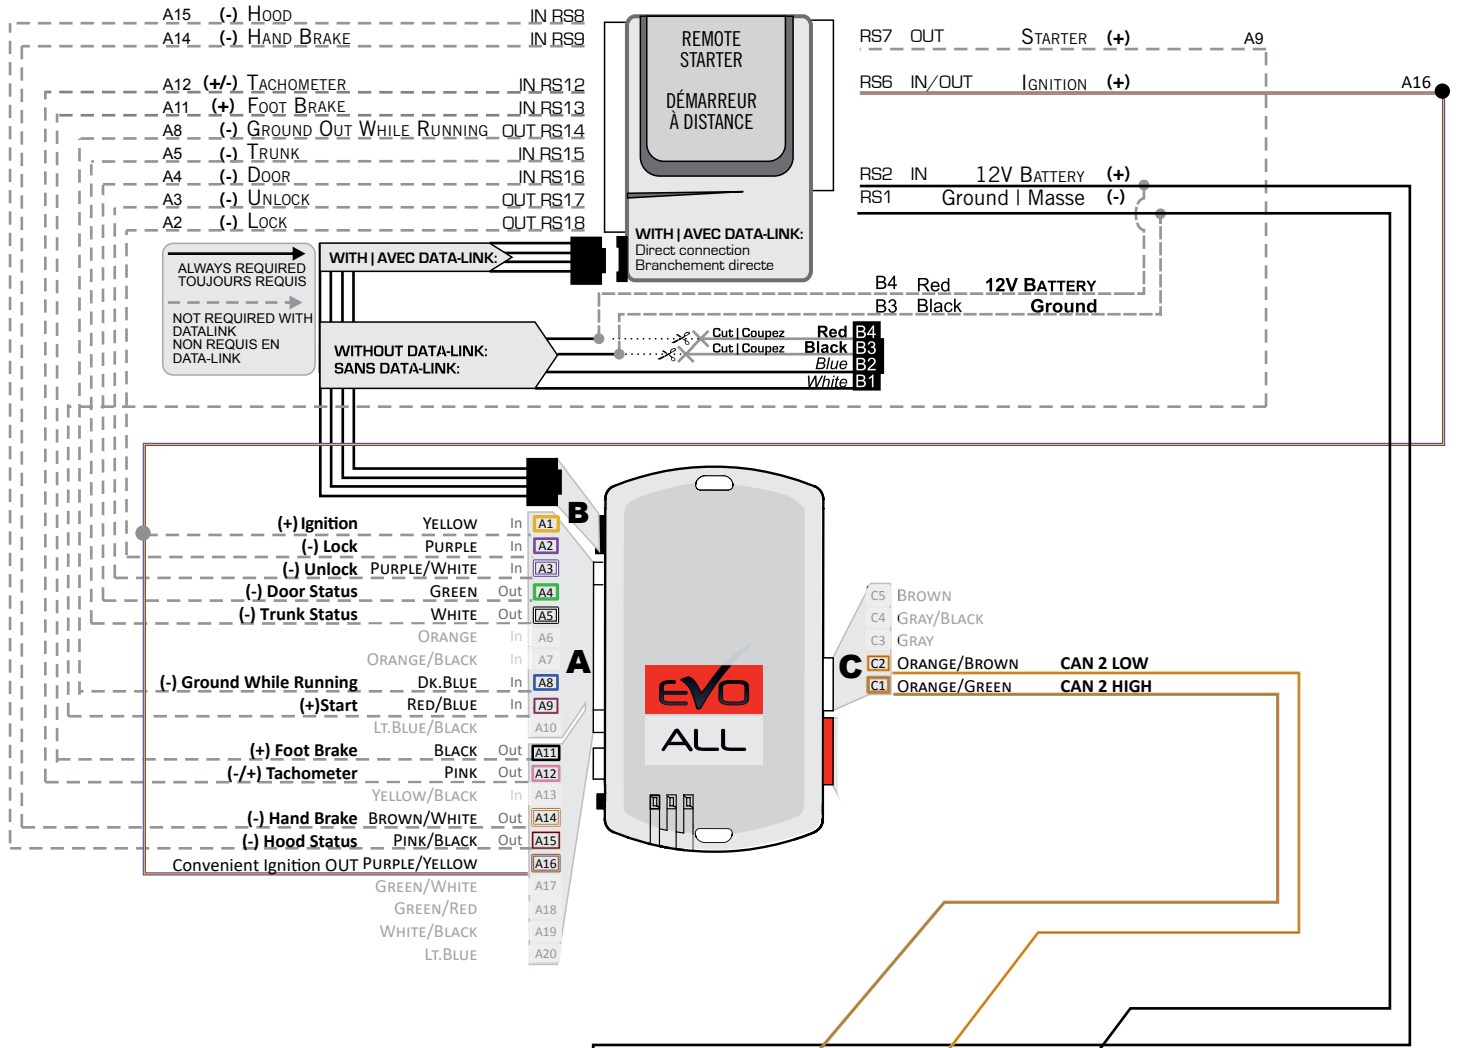 A15 (-) HOOD IN RS8
A14 (-) HAND BRAKE IN RS9
A12 (+/-) TACHOMETER IN RS12
A11 (+) FOOT BRAKE IN RS13
A8 (-) GROUND OUT WHILE RUNNING OUT RS14
A5 (-) TRUNK IN RS15
A4 (-) DOOR IN RS16
A3 (-) UNLOCK OUT RS17
A2 (-) LOCK OUT RS18
REMOTE
STARTER
DÉMARREUR
À DISTANCE
WITH | AVEC DATA-LINK:
Direct connection
Branchement directe
RS7 OUT STARTER (+) A9
RS6 IN/OUT IGNITION (+) A16
RS2 IN 12V BATTERY (+)
RS1 Ground | Masse (-)
ALWAYS REQUIRED
TOUJOURS REQUIS
NOT REQUIRED WITH
DATALINK
NON REQUIS EN
DATA-LINK
WITH | AVEC DATA-LINK:
B4 Red 12V BATTERY
B3 Black Ground
WITHOUT DATA-LINK:
SANS DATA-LINK:
Cut | Coupez Red B4
Cut | Coupez Black B3
Blue B2
White B1
B
(+) Ignition YELLOW In A1
(-) Lock PURPLE In A2
(-) Unlock PURPLE/WHITE In A3
(-) Door Status GREEN Out A4
(-) Trunk Status WHITE Out A5
ORANGE In A6
ORANGE/BLACK In A7
(-) Ground While Running DK.BLUE In A8
(+)Start RED/BLUE In A9
LT.BLUE/BLACK A10
(+) Foot Brake BLACK Out A11
(-/+) Tachometer PINK Out A12
YELLOW/BLACK In A13
(-) Hand Brake BROWN/WHITE Out A14
(-) Hood Status PINK/BLACK Out A15
Convenient Ignition OUT PURPLE/YELLOW A16
GREEN/WHITE A17
GREEN/RED A18
WHITE/BLACK A19
LT.BLUE A20
A
EVO
ALL
C
C5 BROWN
C4 GRAY/BLACK
C3 GRAY
C2 ORANGE/BROWN CAN 2 LOW
C1 ORANGE/GREEN CAN 2 HIGH